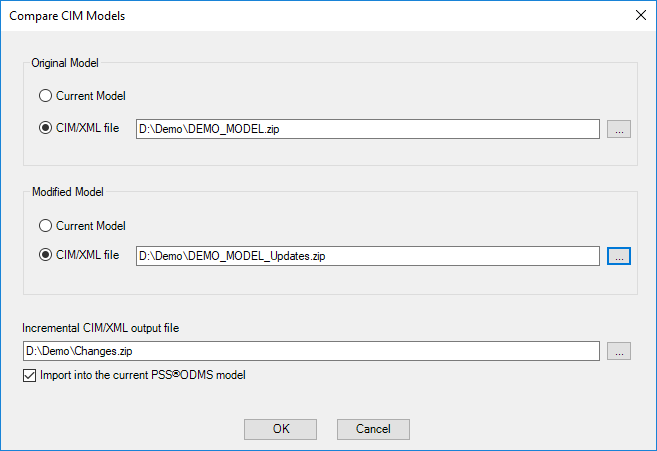 Compare CIM Models
Original Model
Current Model
CIM/XML file D:\Demo\DEMO_MODEL.zip ...
Modified Model
Current Model
CIM/XML file D:\Demo\DEMO_MODEL_Updates.zip ...
Incremental CIM/XML output file
D:\Demo\Changes.zip ...
Import into the current PSS®ODMS model
OK Cancel